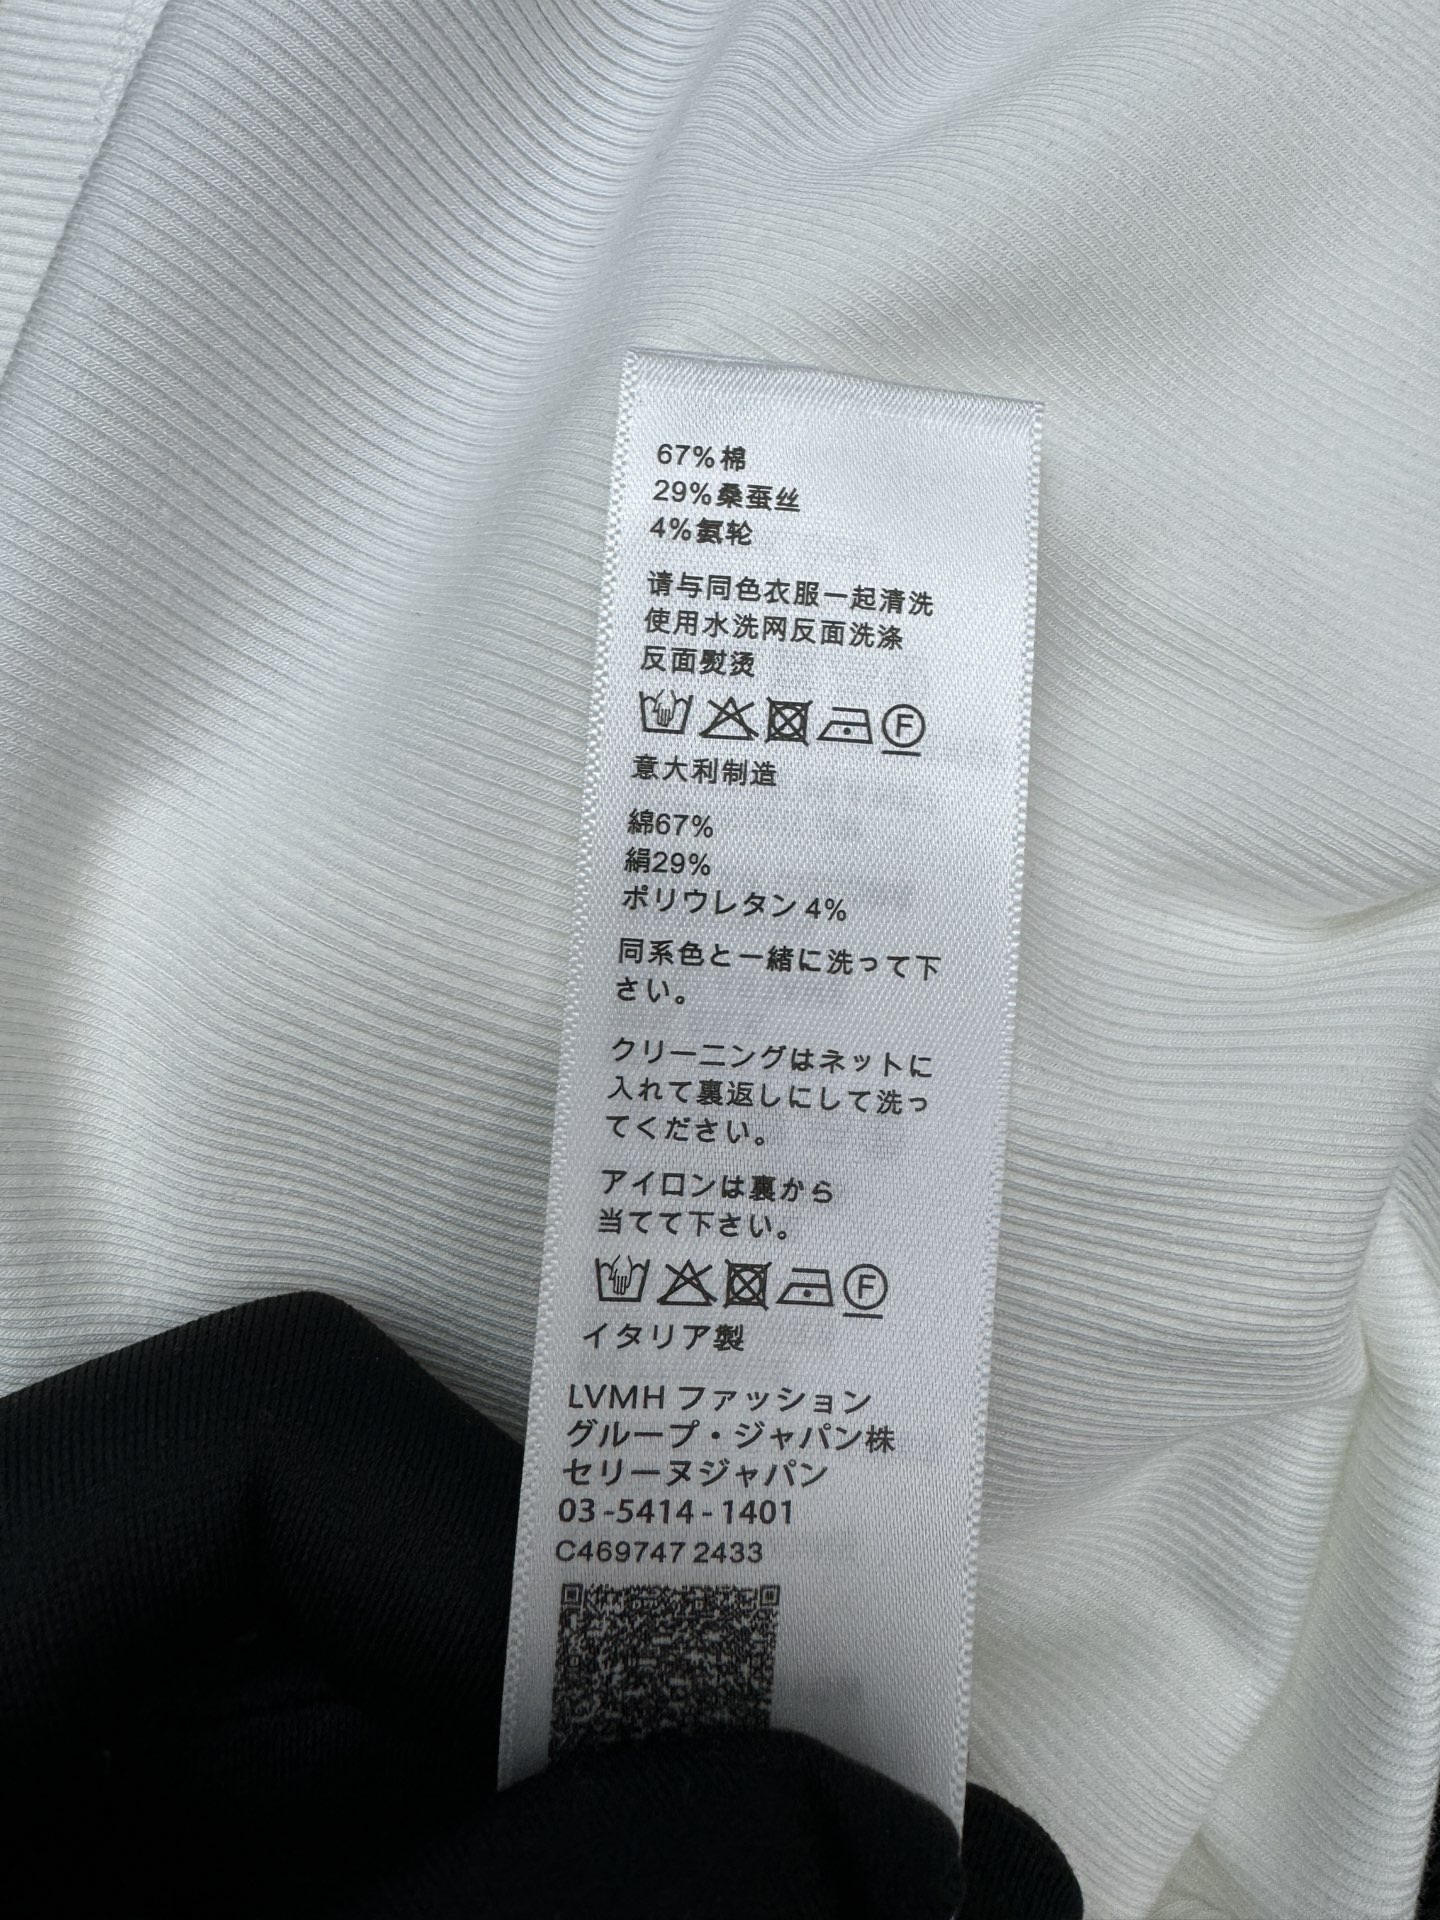 67%棉
29%桑蚕丝
4%氨轮
请与同色衣服一起清洗
使用水洗网反面洗涤
反面熨烫
F
意大利制造
綿67%
絹29%
ポリウレタン 4%
同系色と一緒に洗って下
さい。
クリーニングはネットに
入れて裏返しにして洗っ
てください。
アイロンは裏から
当てて下さい。
F
イタリア製
LVMH ファッション
グループ・ジャパン株
セリーヌジャパン
03 -5414 - 1401
C469747 2433